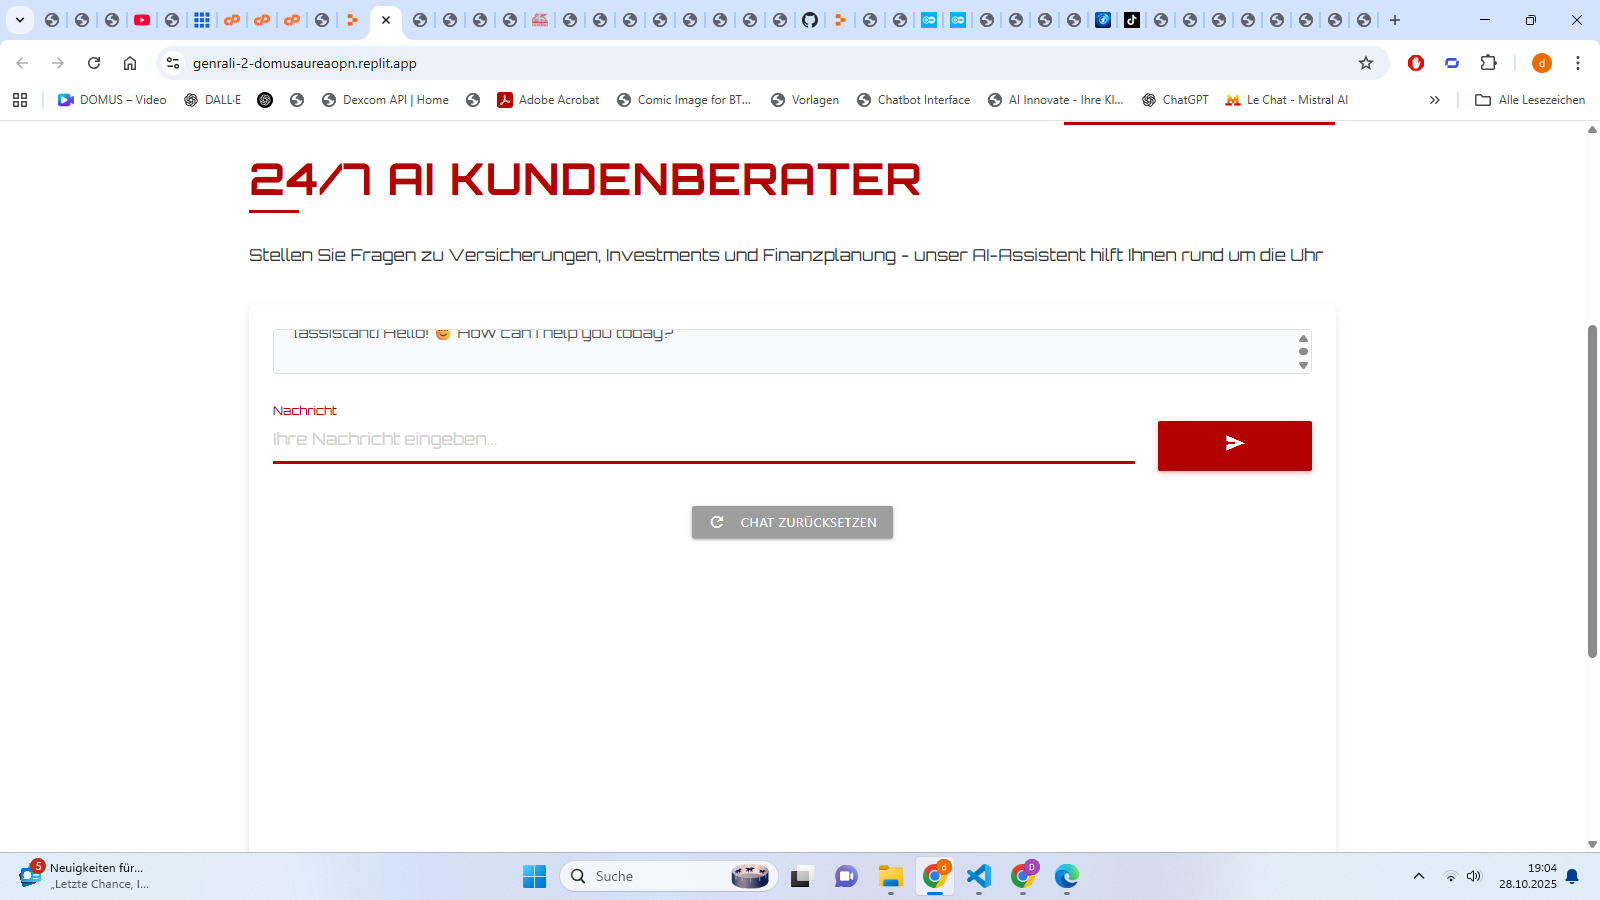 genrali-2-domusaureaopn.replit.app
d
DOMUS – Video
DALL·E
Dexcom API | Home
Adobe Acrobat
Comic Image for BT...
Vorlagen
Chatbot Interface
AI Innovate - Ihre KI...
ChatGPT
Le Chat - Mistral AI
Alle Lesezeichen
24/7 AI KUNDENBERATER
Stellen Sie Fragen zu Versicherungen, Investments und Finanzplanung - unser AI-Assistent hilft Ihnen rund um die Uhr
[assistant] Hello! 😊 How can I help you today?
Nachricht
Ihre Nachricht eingeben...
CHAT ZURÜCKSETZEN
5
Neuigkeiten für...
„Letzte Chance, I...
Suche
d
D
19:04
28.10.2025